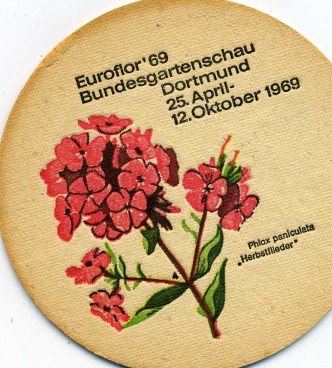 Euroflor'69
Bundesgartenschau
Dortmund
25. April-
12. Oktober 1969
Phlox paniculata
„Herbstflieder"